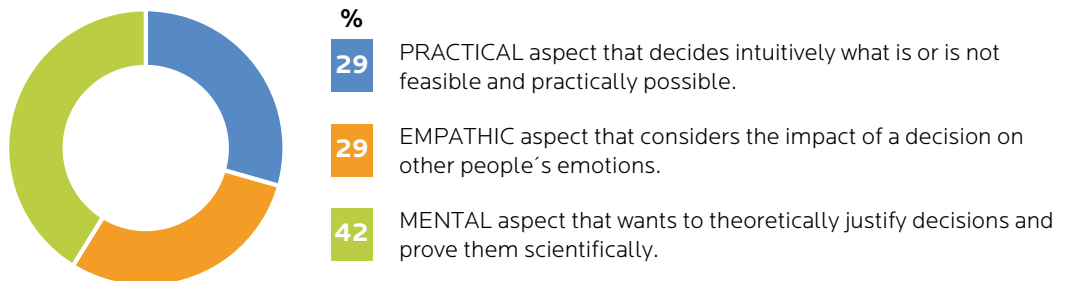 %
29 PRACTICAL aspect that decides intuitively what is or is not
feasible and practically possible.
29 EMPATHIC aspect that considers the impact of a decision on
other people´s emotions.
42 MENTAL aspect that wants to theoretically justify decisions and
prove them scientifically.